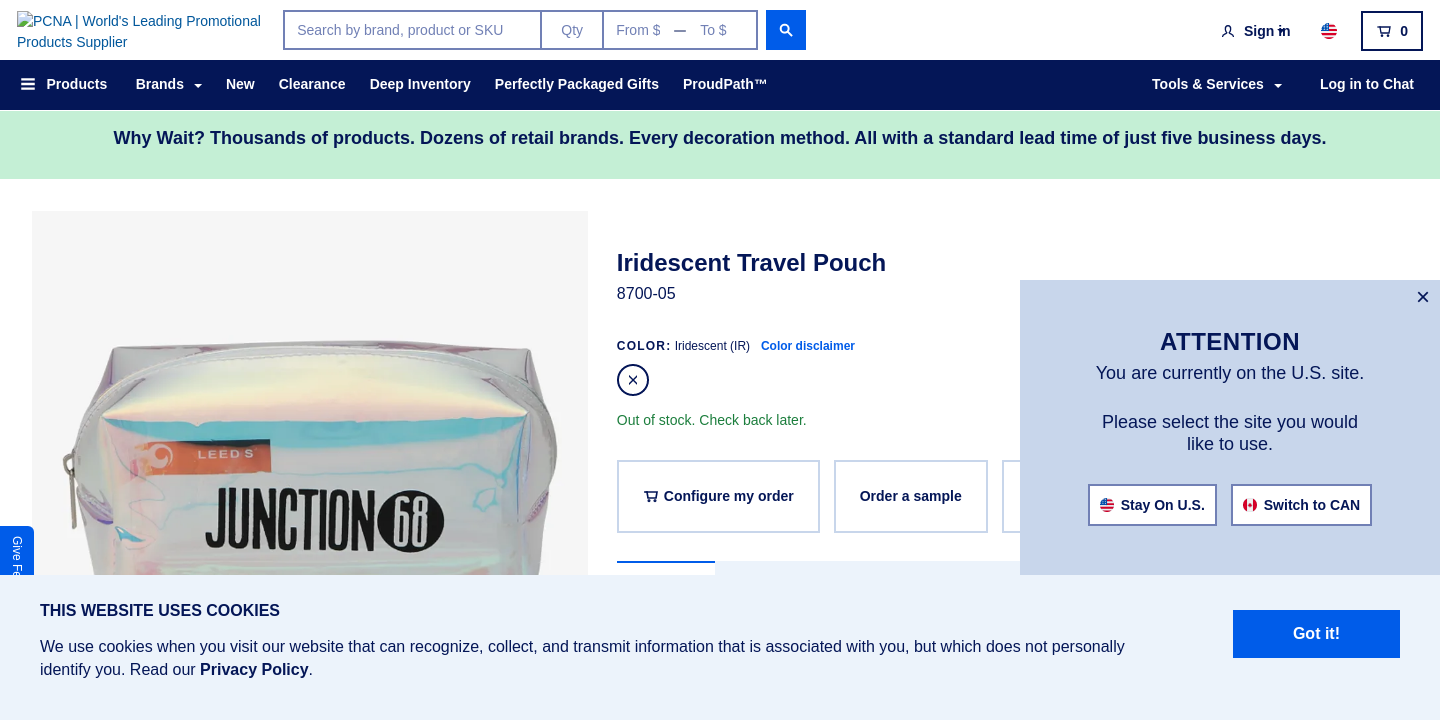 PCNA | World's Leading Promotional
Products Supplier
Search by brand, product or SKU
Qty
From $
To $
Sign in
0
Products
Brands
New
Clearance
Deep Inventory
Perfectly Packaged Gifts
ProudPath™
Tools & Services
Log in to Chat
Why Wait? Thousands of products. Dozens of retail brands. Every decoration method. All with a standard lead time of just five business days.
LEEDS
JUNCTION 68
Iridescent Travel Pouch
8700-05
COLOR: Iridescent (IR) Color disclaimer
Out of stock. Check back later.
Configure my order
Order a sample
ATTENTION
You are currently on the U.S. site.
Please select the site you would
like to use.
Stay On U.S.
Switch to CAN
Give
THIS WEBSITE USES COOKIES
We use cookies when you visit our website that can recognize, collect, and transmit information that is associated with you, but which does not personally
identify you. Read our Privacy Policy.
Got it!